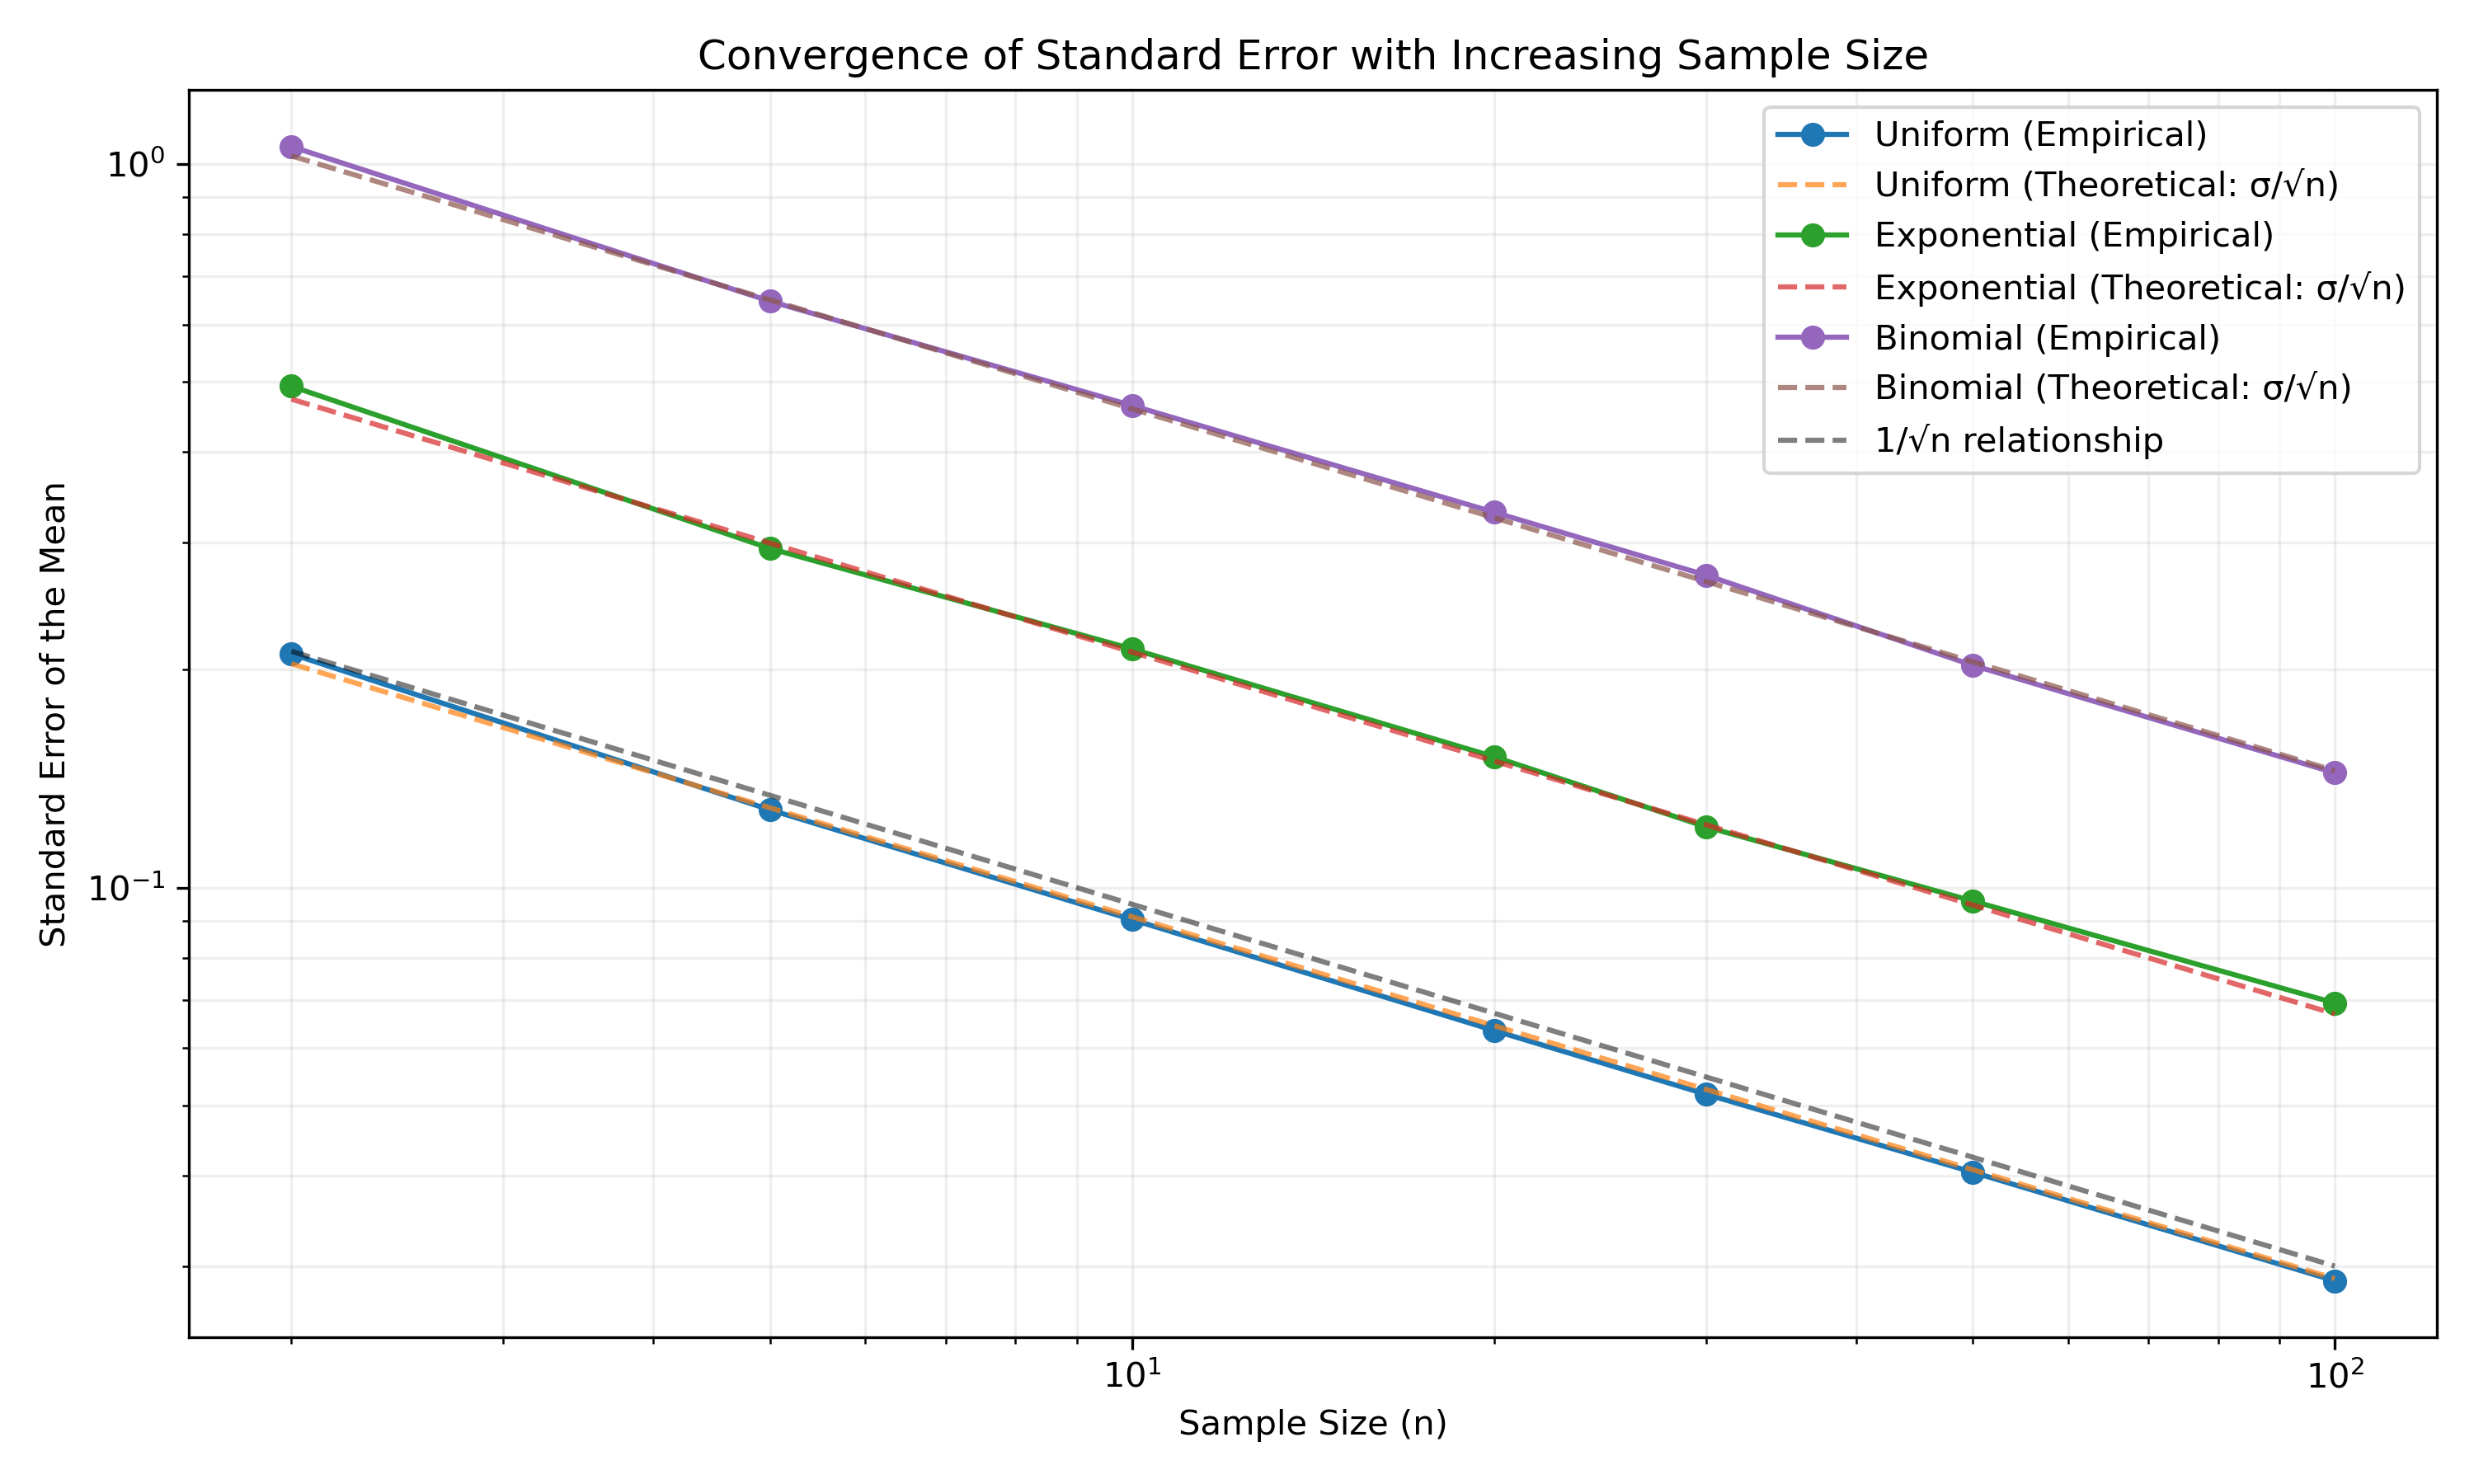 Convergence of Standard Error with Increasing Sample Size
Uniform (Empirical)
Uniform (Theoretical: σ/√n)
Exponential (Empirical)
Exponential (Theoretical: σ/√n)
Binomial (Empirical)
Binomial (Theoretical: σ/√n)
1/√n relationship
Standard Error of the Mean
10⁰
10⁻¹
10¹
10²
Sample Size (n)